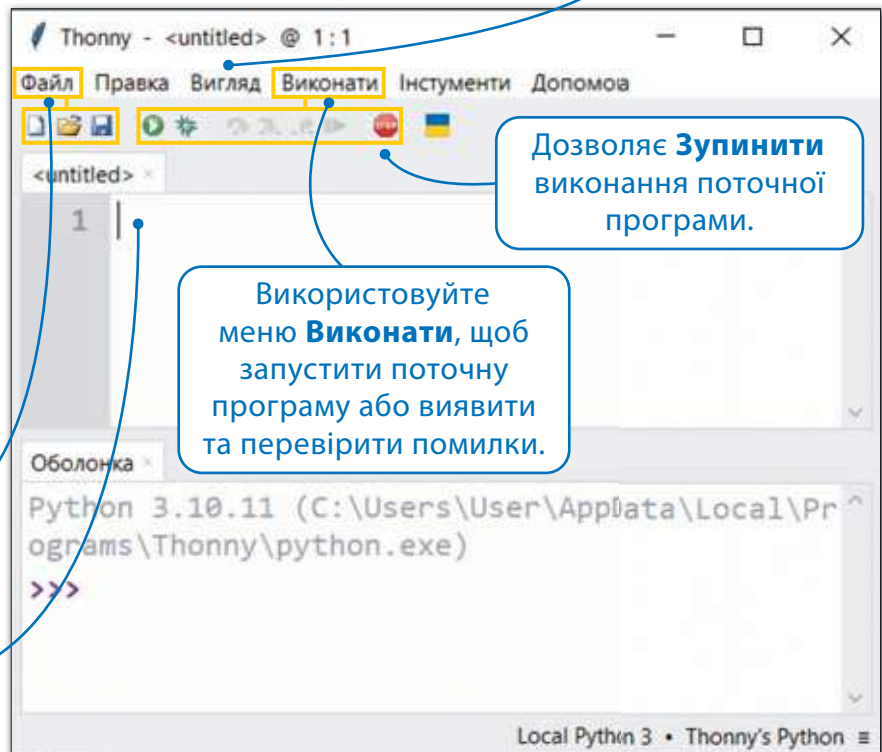 Thonny - <untitled> @ 1:1
Файл Правка Вигляд Виконати Інстументи Допомоа
<untitled>
Дозволяє Зупинити
виконання поточної
програми.
1
Використовуйте
меню Виконати, щоб
запустити поточну
програму або виявити
та перевірити помилки.
Оболонка
Python 3.10.11 (C:\Users\User\AppData\Local\Pr
ograms\Thonny\python.exe)
>>>
Local Python 3 • Thonny's Python ≡